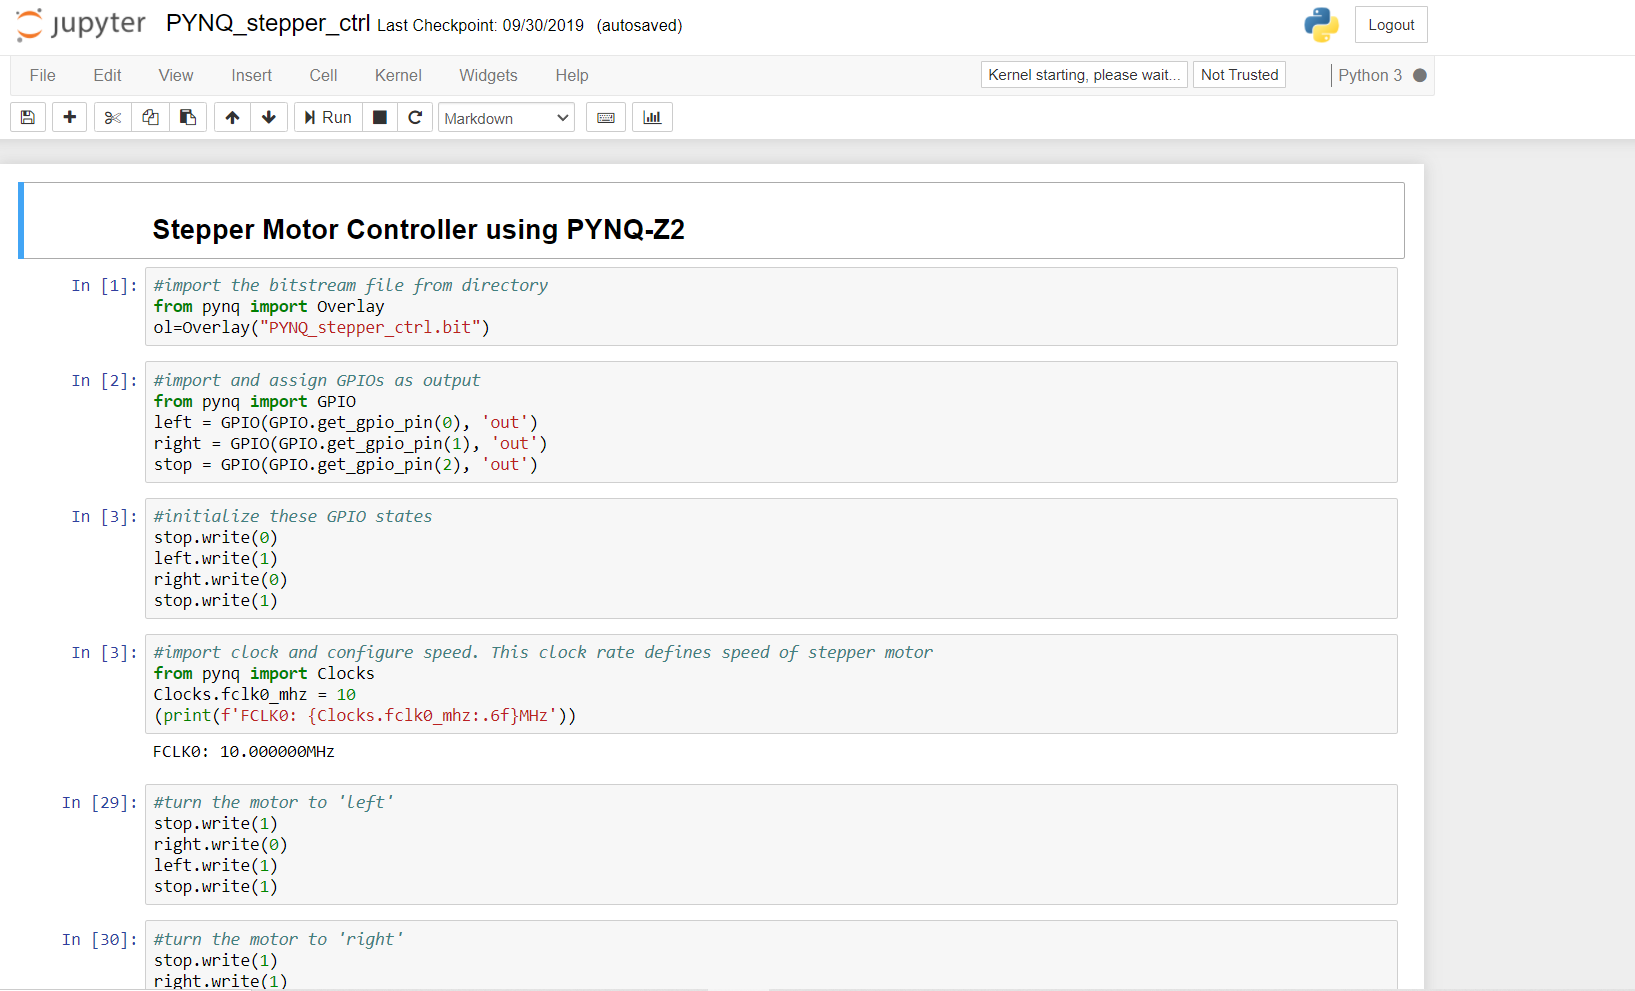 jupyter PYNQ_stepper_ctrl Last Checkpoint: 09/30/2019 (autosaved)
Logout
File Edit View Insert Cell Kernel Widgets Help
Kernel starting, please wait... Not Trusted Python 3
Run Markdown
Stepper Motor Controller using PYNQ-Z2
In [1]: #import the bitstream file from directory
from pynq import Overlay
ol=Overlay("PYNQ_stepper_ctrl.bit")
In [2]: #import and assign GPIOs as output
from pynq import GPIO
left = GPIO(GPIO.get_gpio_pin(0), 'out')
right = GPIO(GPIO.get_gpio_pin(1), 'out')
stop = GPIO(GPIO.get_gpio_pin(2), 'out')
In [3]: #initialize these GPIO states
stop.write(0)
left.write(1)
right.write(0)
stop.write(1)
In [3]: #import clock and configure speed. This clock rate defines speed of stepper motor
from pynq import Clocks
Clocks.fclk0_mhz = 10
(print(f'FCLK0: {Clocks.fclk0_mhz:.6f}MHz'))
FCLK0: 10.000000MHz
In [29]: #turn the motor to 'left'
stop.write(1)
right.write(0)
left.write(1)
stop.write(1)
In [30]: #turn the motor to 'right'
stop.write(1)
right.write(1)